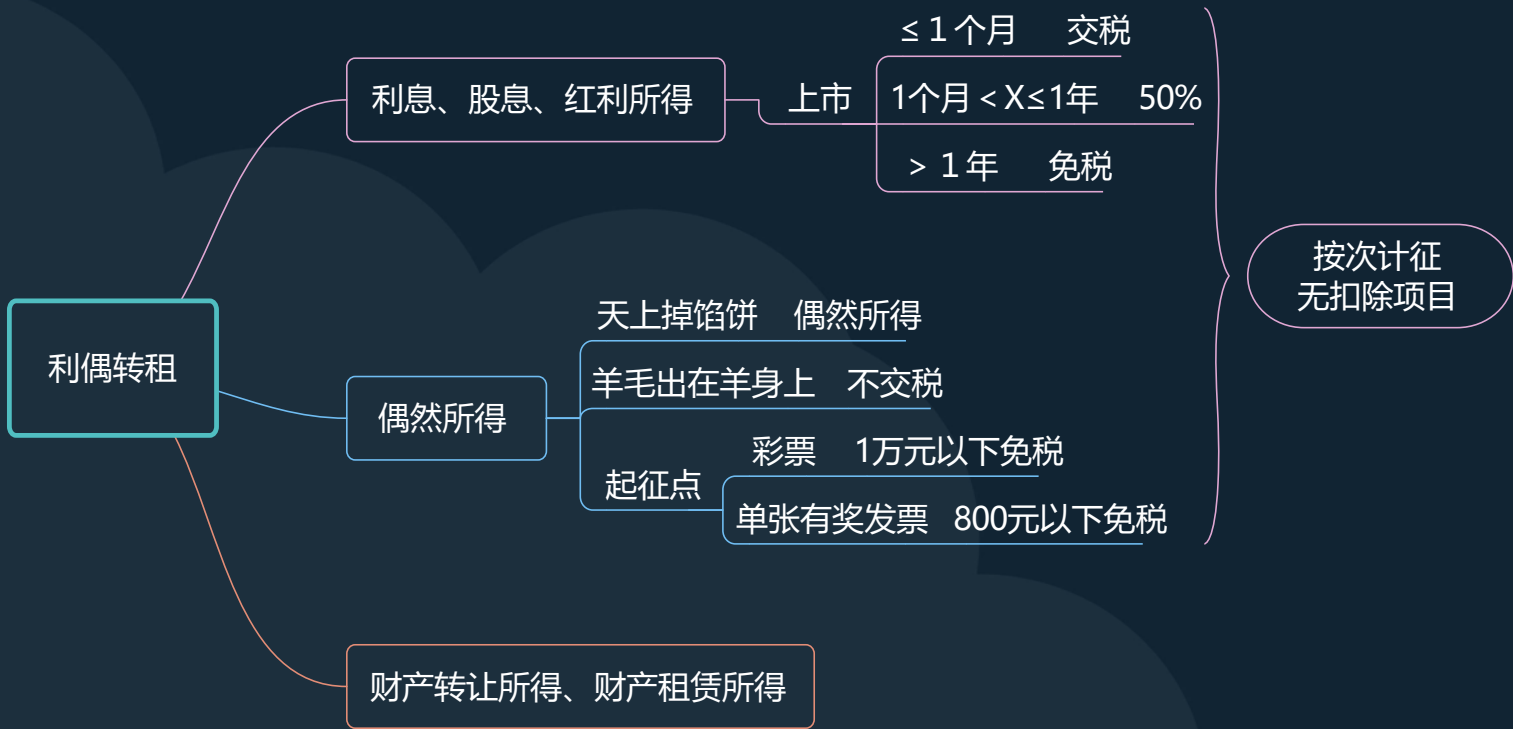 利偶转租
利息、股息、红利所得
上市
≤１个月 交税
1个月＜X≤1年 50%
＞１年 免税
偶然所得
天上掉馅饼 偶然所得
羊毛出在羊身上 不交税
起征点
彩票 1万元以下免税
单张有奖发票 800元以下免税
按次计征
无扣除项目
财产转让所得、财产租赁所得